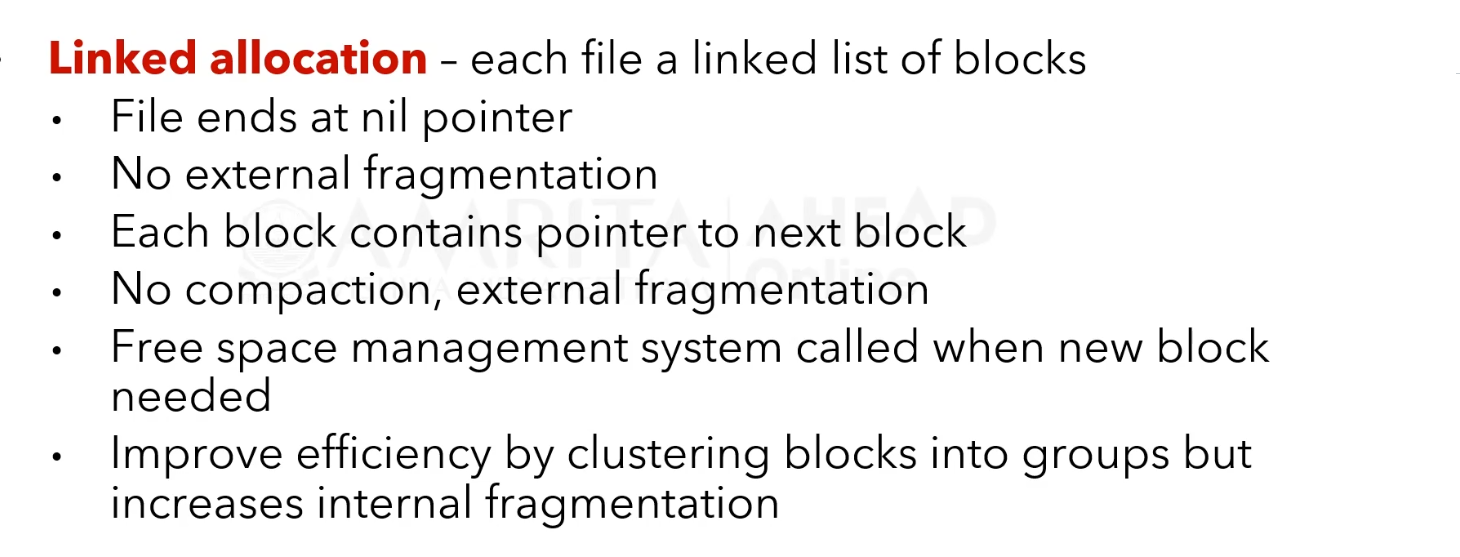 Linked allocation – each file a linked list of blocks
• File ends at nil pointer
• No external fragmentation
• Each block contains pointer to next block
• No compaction, external fragmentation
• Free space management system called when new block
needed
• Improve efficiency by clustering blocks into groups but
increases internal fragmentation
AMRITA AHEAD
Online